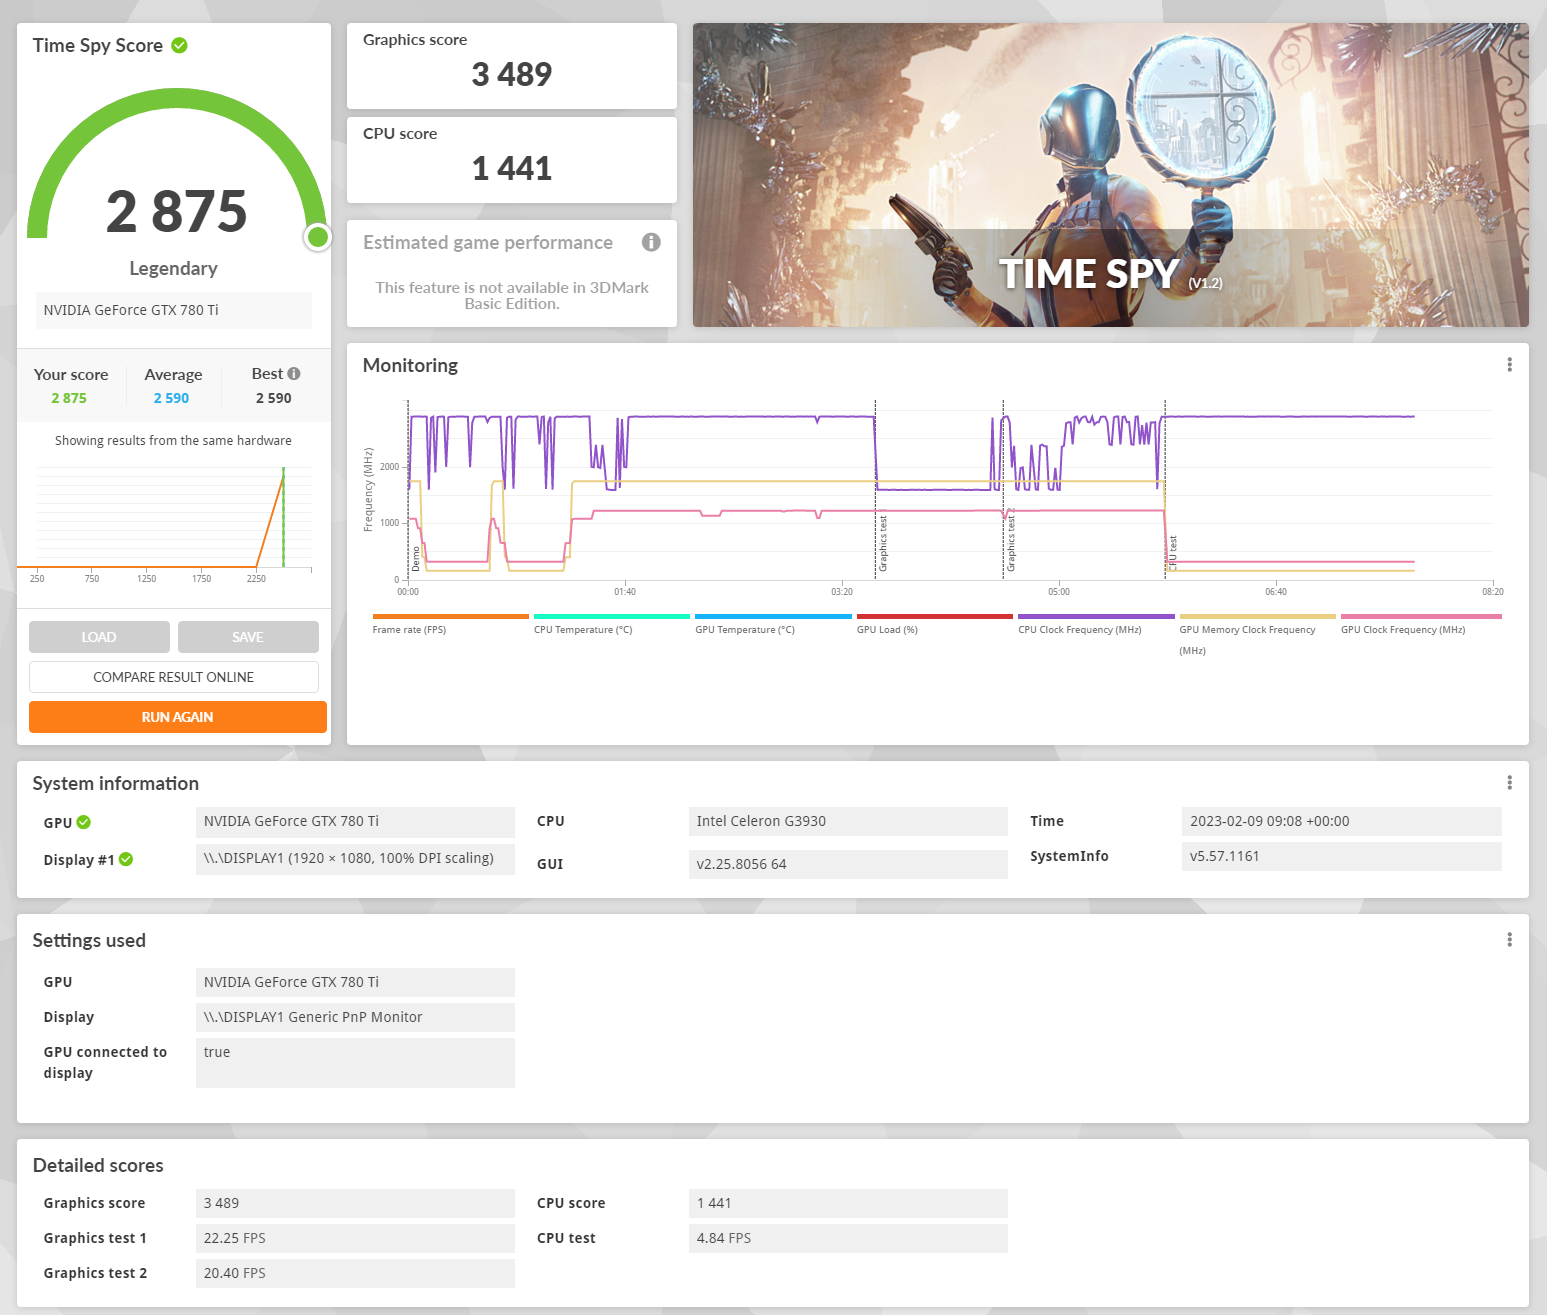 Time Spy Score
2 875
Legendary
NVIDIA GeForce GTX 780 Ti
Your score
2 875
Average
2 590
Best
2 590
Showing results from the same hardware
250 750 1250 1750 2250
LOAD
SAVE
COMPARE RESULT ONLINE
RUN AGAIN
Graphics score
3 489
CPU score
1 441
Estimated game performance
This feature is not available in 3DMark
Basic Edition.
TIME SPY (V1.2)
Monitoring
Frequency (MHz)
2000
1000
0
Demo
Graphics test 1
Graphics test 2
CPU test
00:00 01:40 03:20 05:00 06:40 08:20
Frame rate (FPS)
CPU Temperature (°C)
GPU Temperature (°C)
GPU Load (%)
CPU Clock Frequency (MHz)
GPU Memory Clock Frequency
(MHz)
GPU Clock Frequency (MHz)
System information
GPU
NVIDIA GeForce GTX 780 Ti
Display #1
\\.\DISPLAY1 (1920 × 1080, 100% DPI scaling)
CPU
Intel Celeron G3930
GUI
v2.25.8056 64
Time
2023-02-09 09:08 +00:00
SystemInfo
v5.57.1161
Settings used
GPU
NVIDIA GeForce GTX 780 Ti
Display
\\.\DISPLAY1 Generic PnP Monitor
GPU connected to
display
true
Detailed scores
Graphics score
3 489
Graphics test 1
22.25 FPS
Graphics test 2
20.40 FPS
CPU score
1 441
CPU test
4.84 FPS